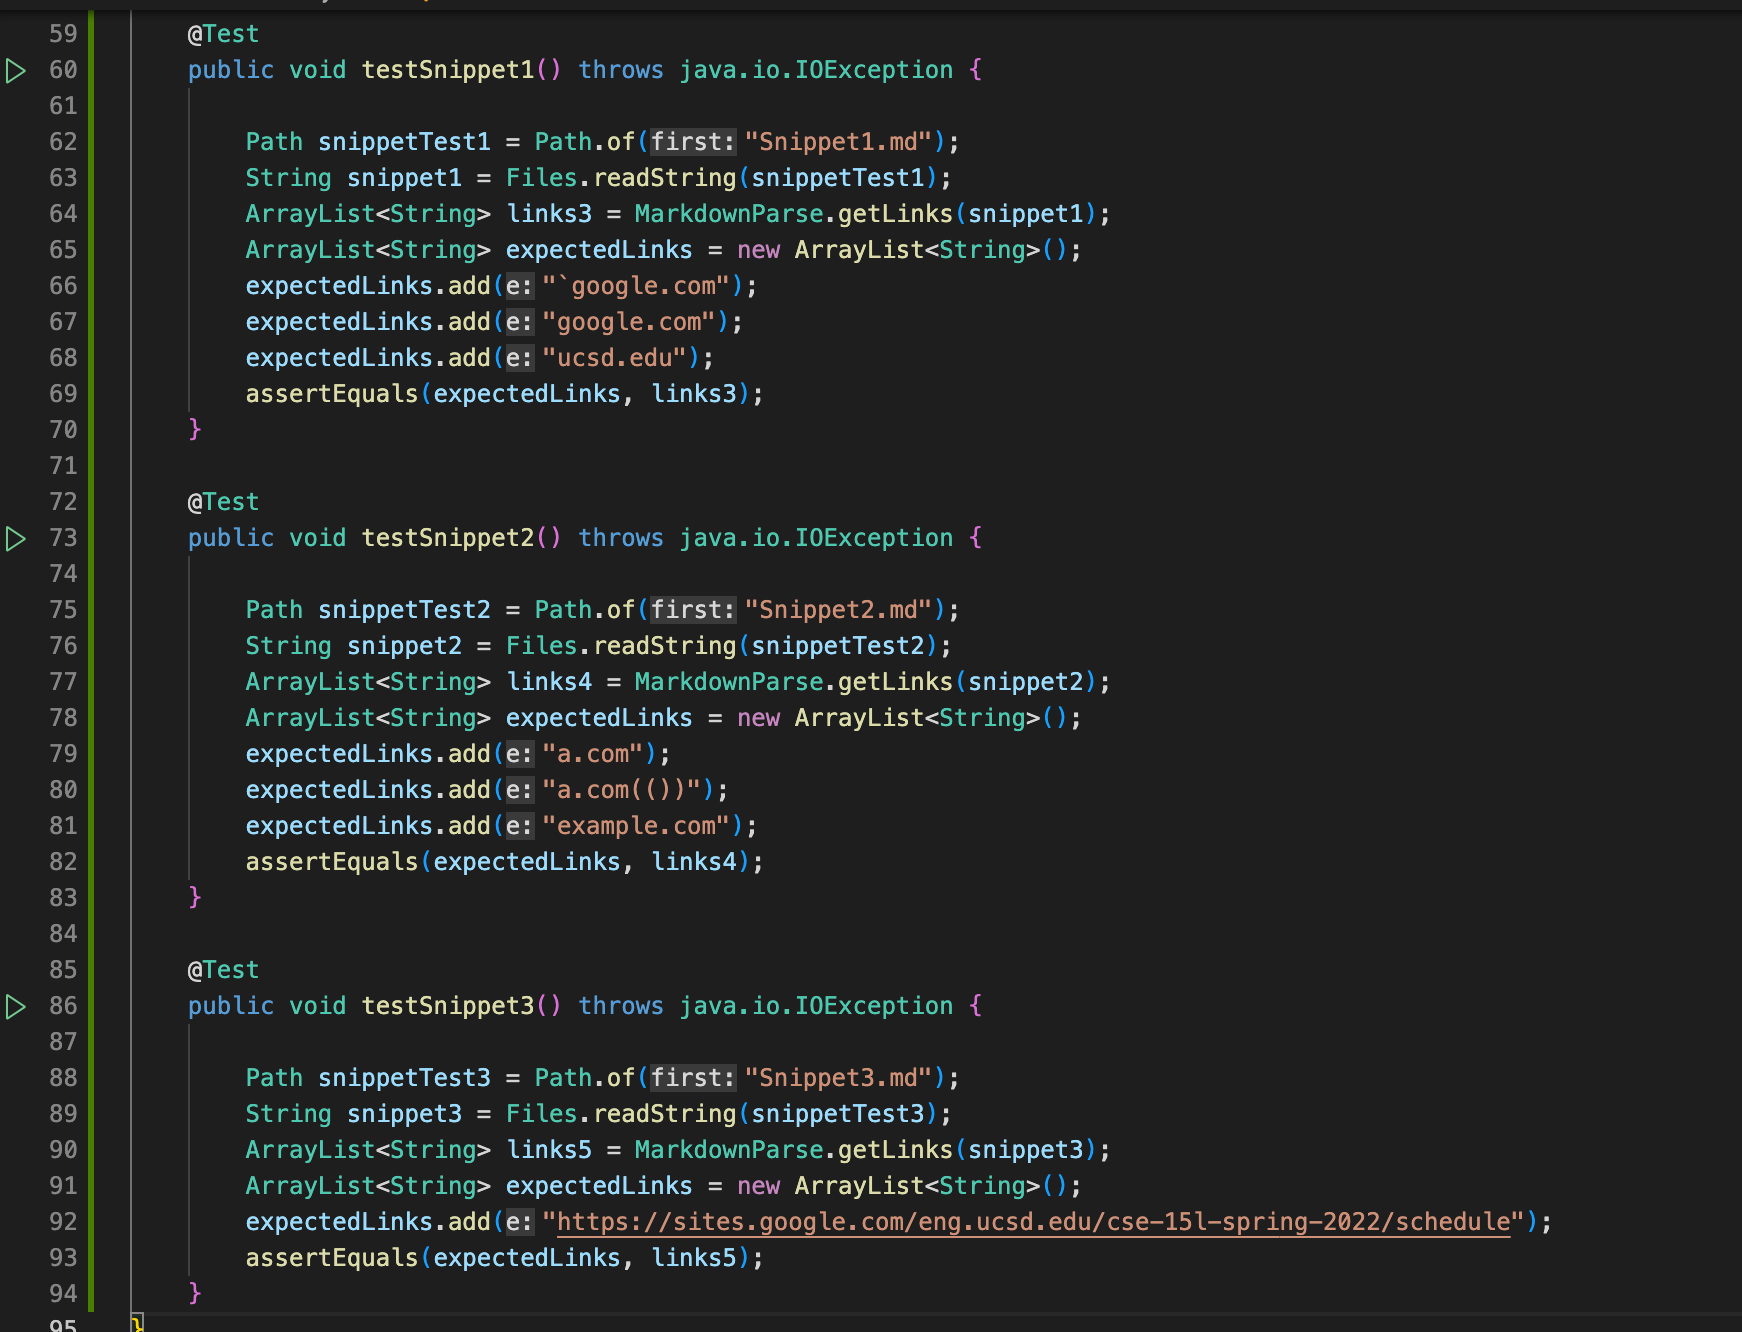 59 @Test
60 public void testSnippet1() throws java.io.IOException {
61
62 Path snippetTest1 = Path.of(first: "Snippet1.md");
63 String snippet1 = Files.readString(snippetTest1);
64 ArrayList<String> links3 = MarkdownParse.getLinks(snippet1);
65 ArrayList<String> expectedLinks = new ArrayList<String>();
66 expectedLinks.add(e: "`google.com");
67 expectedLinks.add(e: "google.com");
68 expectedLinks.add(e: "ucsd.edu");
69 assertEquals(expectedLinks, links3);
70 }
71
72 @Test
73 public void testSnippet2() throws java.io.IOException {
74
75 Path snippetTest2 = Path.of(first: "Snippet2.md");
76 String snippet2 = Files.readString(snippetTest2);
77 ArrayList<String> links4 = MarkdownParse.getLinks(snippet2);
78 ArrayList<String> expectedLinks = new ArrayList<String>();
79 expectedLinks.add(e: "a.com");
80 expectedLinks.add(e: "a.com(())");
81 expectedLinks.add(e: "example.com");
82 assertEquals(expectedLinks, links4);
83 }
84
85 @Test
86 public void testSnippet3() throws java.io.IOException {
87
88 Path snippetTest3 = Path.of(first: "Snippet3.md");
89 String snippet3 = Files.readString(snippetTest3);
90 ArrayList<String> links5 = MarkdownParse.getLinks(snippet3);
91 ArrayList<String> expectedLinks = new ArrayList<String>();
92 expectedLinks.add(e: "https://sites.google.com/eng.ucsd.edu/cse-15l-spring-2022/schedule");
93 assertEquals(expectedLinks, links5);
94 }
95 }